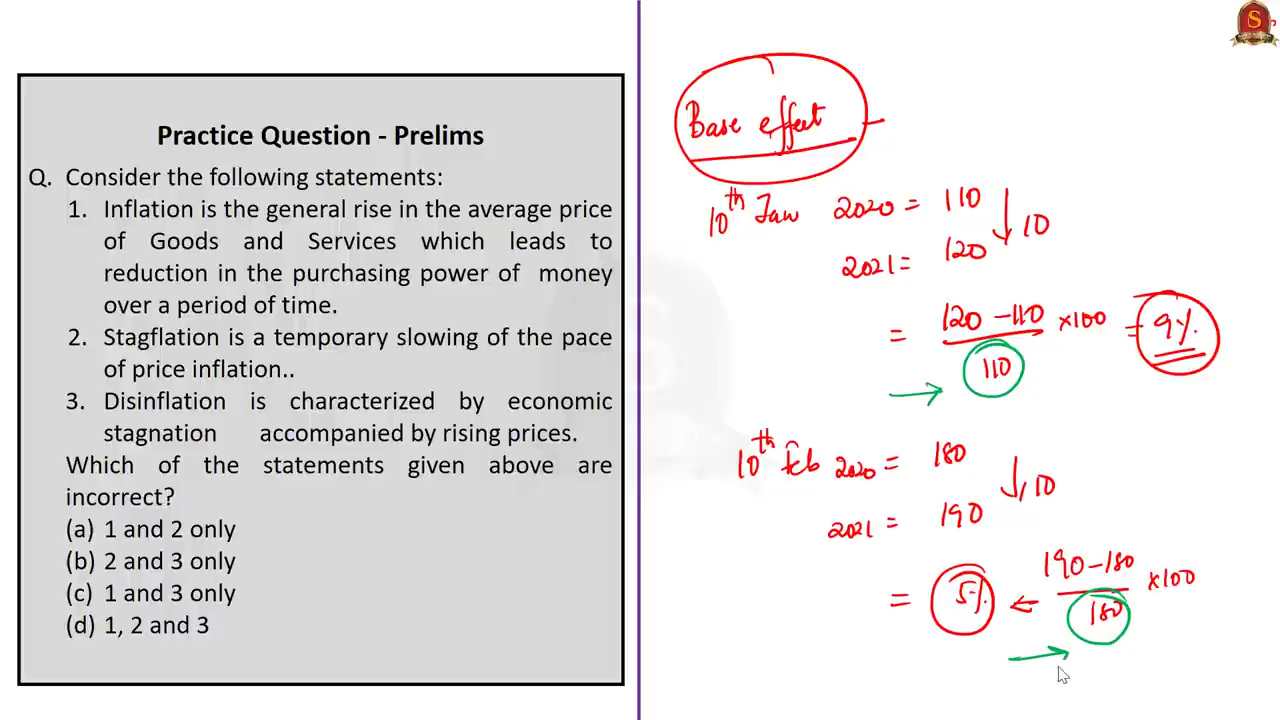 S
Practice Question - Prelims
Q. Consider the following statements:
1. Inflation is the general rise in the average price
of Goods and Services which leads to
reduction in the purchasing power of money
over a period of time.
2. Stagflation is a temporary slowing of the pace
of price inflation..
3. Disinflation is characterized by economic
stagnation accompanied by rising prices.
Which of the statements given above are
incorrect?
(a) 1 and 2 only
(b) 2 and 3 only
(c) 1 and 3 only
(d) 1, 2 and 3
Base effect
10th Jan 2020 = 110
10
2021 = 120
= 120 - 110 × 100 = 9%
110
10th Feb 2020 = 180
10
2021 = 190
= 5% ← 190 - 180 × 100
180